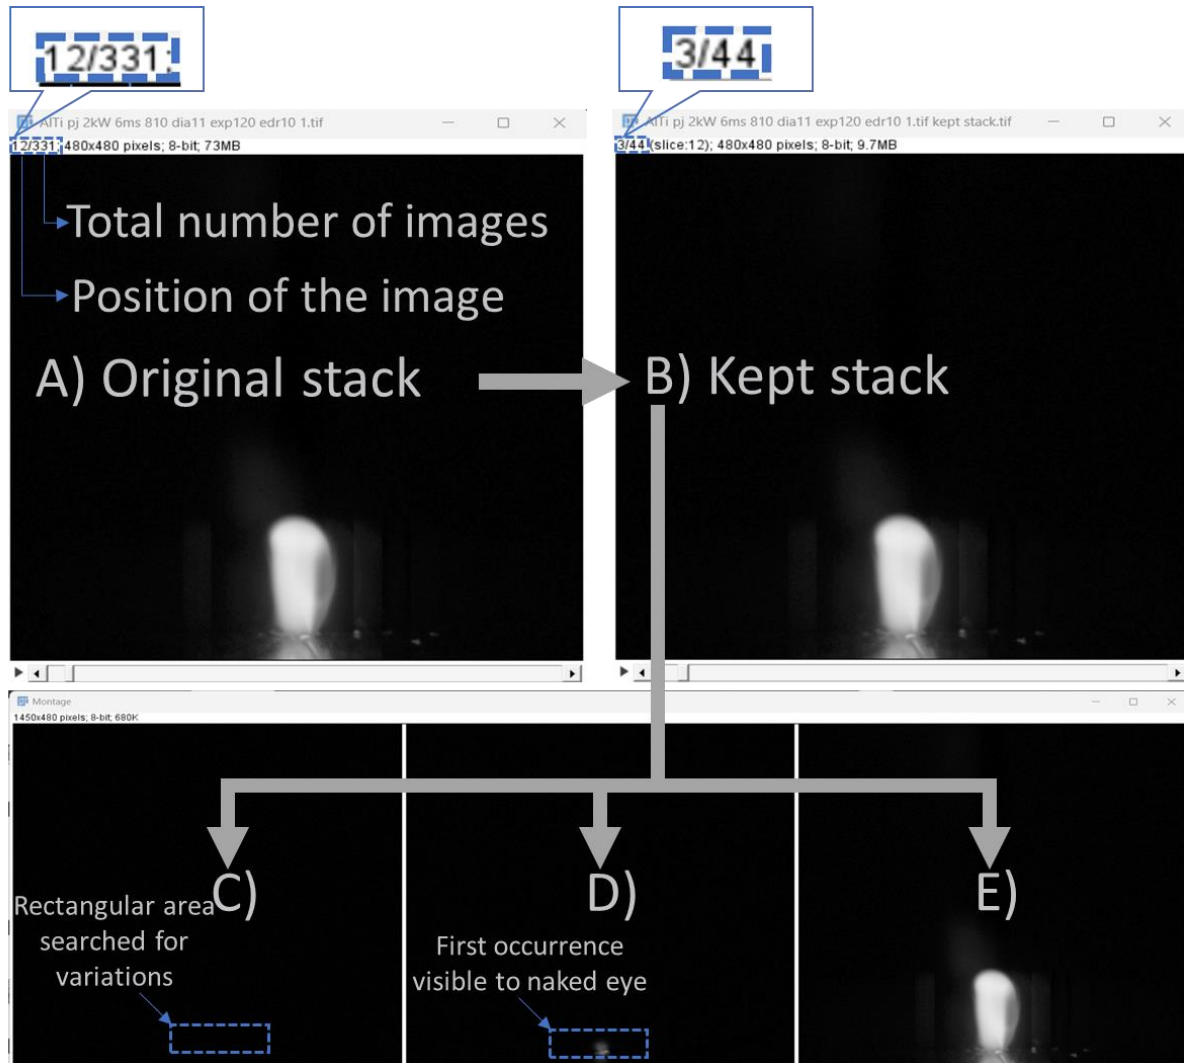 12/331;
3/44
AlTi pj 2kW 6ms 810 dia11 exp120 edr10 1.tif
12/331; 480x480 pixels; 8-bit; 73MB
Total number of images
Position of the image
A) Original stack
AlTi pj 2kW 6ms 810 dia11 exp120 edr10 1.tif kept stack.tif
3/44 (slice:12); 480x480 pixels; 8-bit; 9.7MB
B) Kept stack
Montage
1450x480 pixels; 8-bit; 680K
C)
Rectangular area
searched for
variations
D)
First occurrence
visible to naked eye
E)